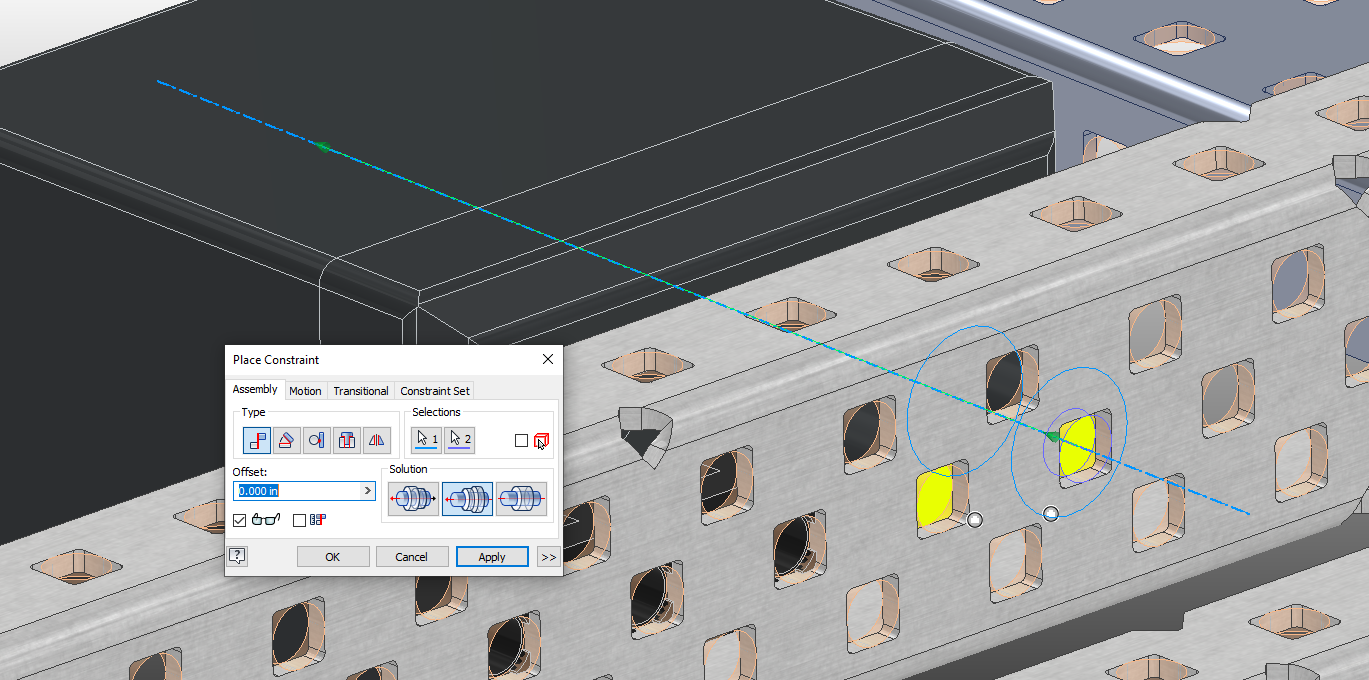 Place Constraint
Assembly Motion Transitional Constraint Set
Type
Selections
1 2
Offset:
Solution
0.000 in >
? OK Cancel Apply >>